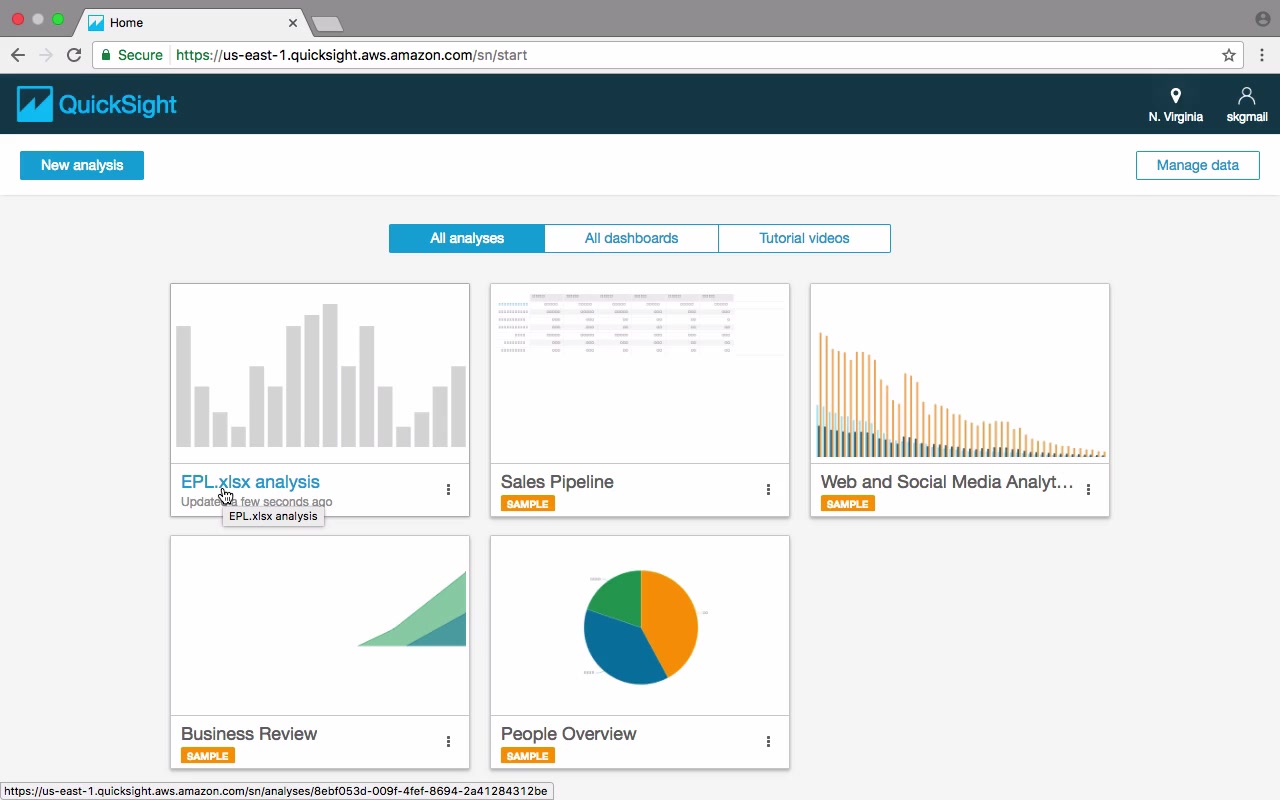 Home
Secure
https://us-east-1.quicksight.aws.amazon.com/sn/start
QuickSight
N. Virginia
skgmail
New analysis
Manage data
All analyses
All dashboards
Tutorial videos
EPL.xlsx analysis
Updated a few seconds ago
EPL.xlsx analysis
Sales Pipeline
SAMPLE
Web and Social Media Analyt...
SAMPLE
Business Review
SAMPLE
People Overview
SAMPLE
https://us-east-1.quicksight.aws.amazon.com/sn/analyses/8ebf053d-009f-4fef-8694-2a41284312be